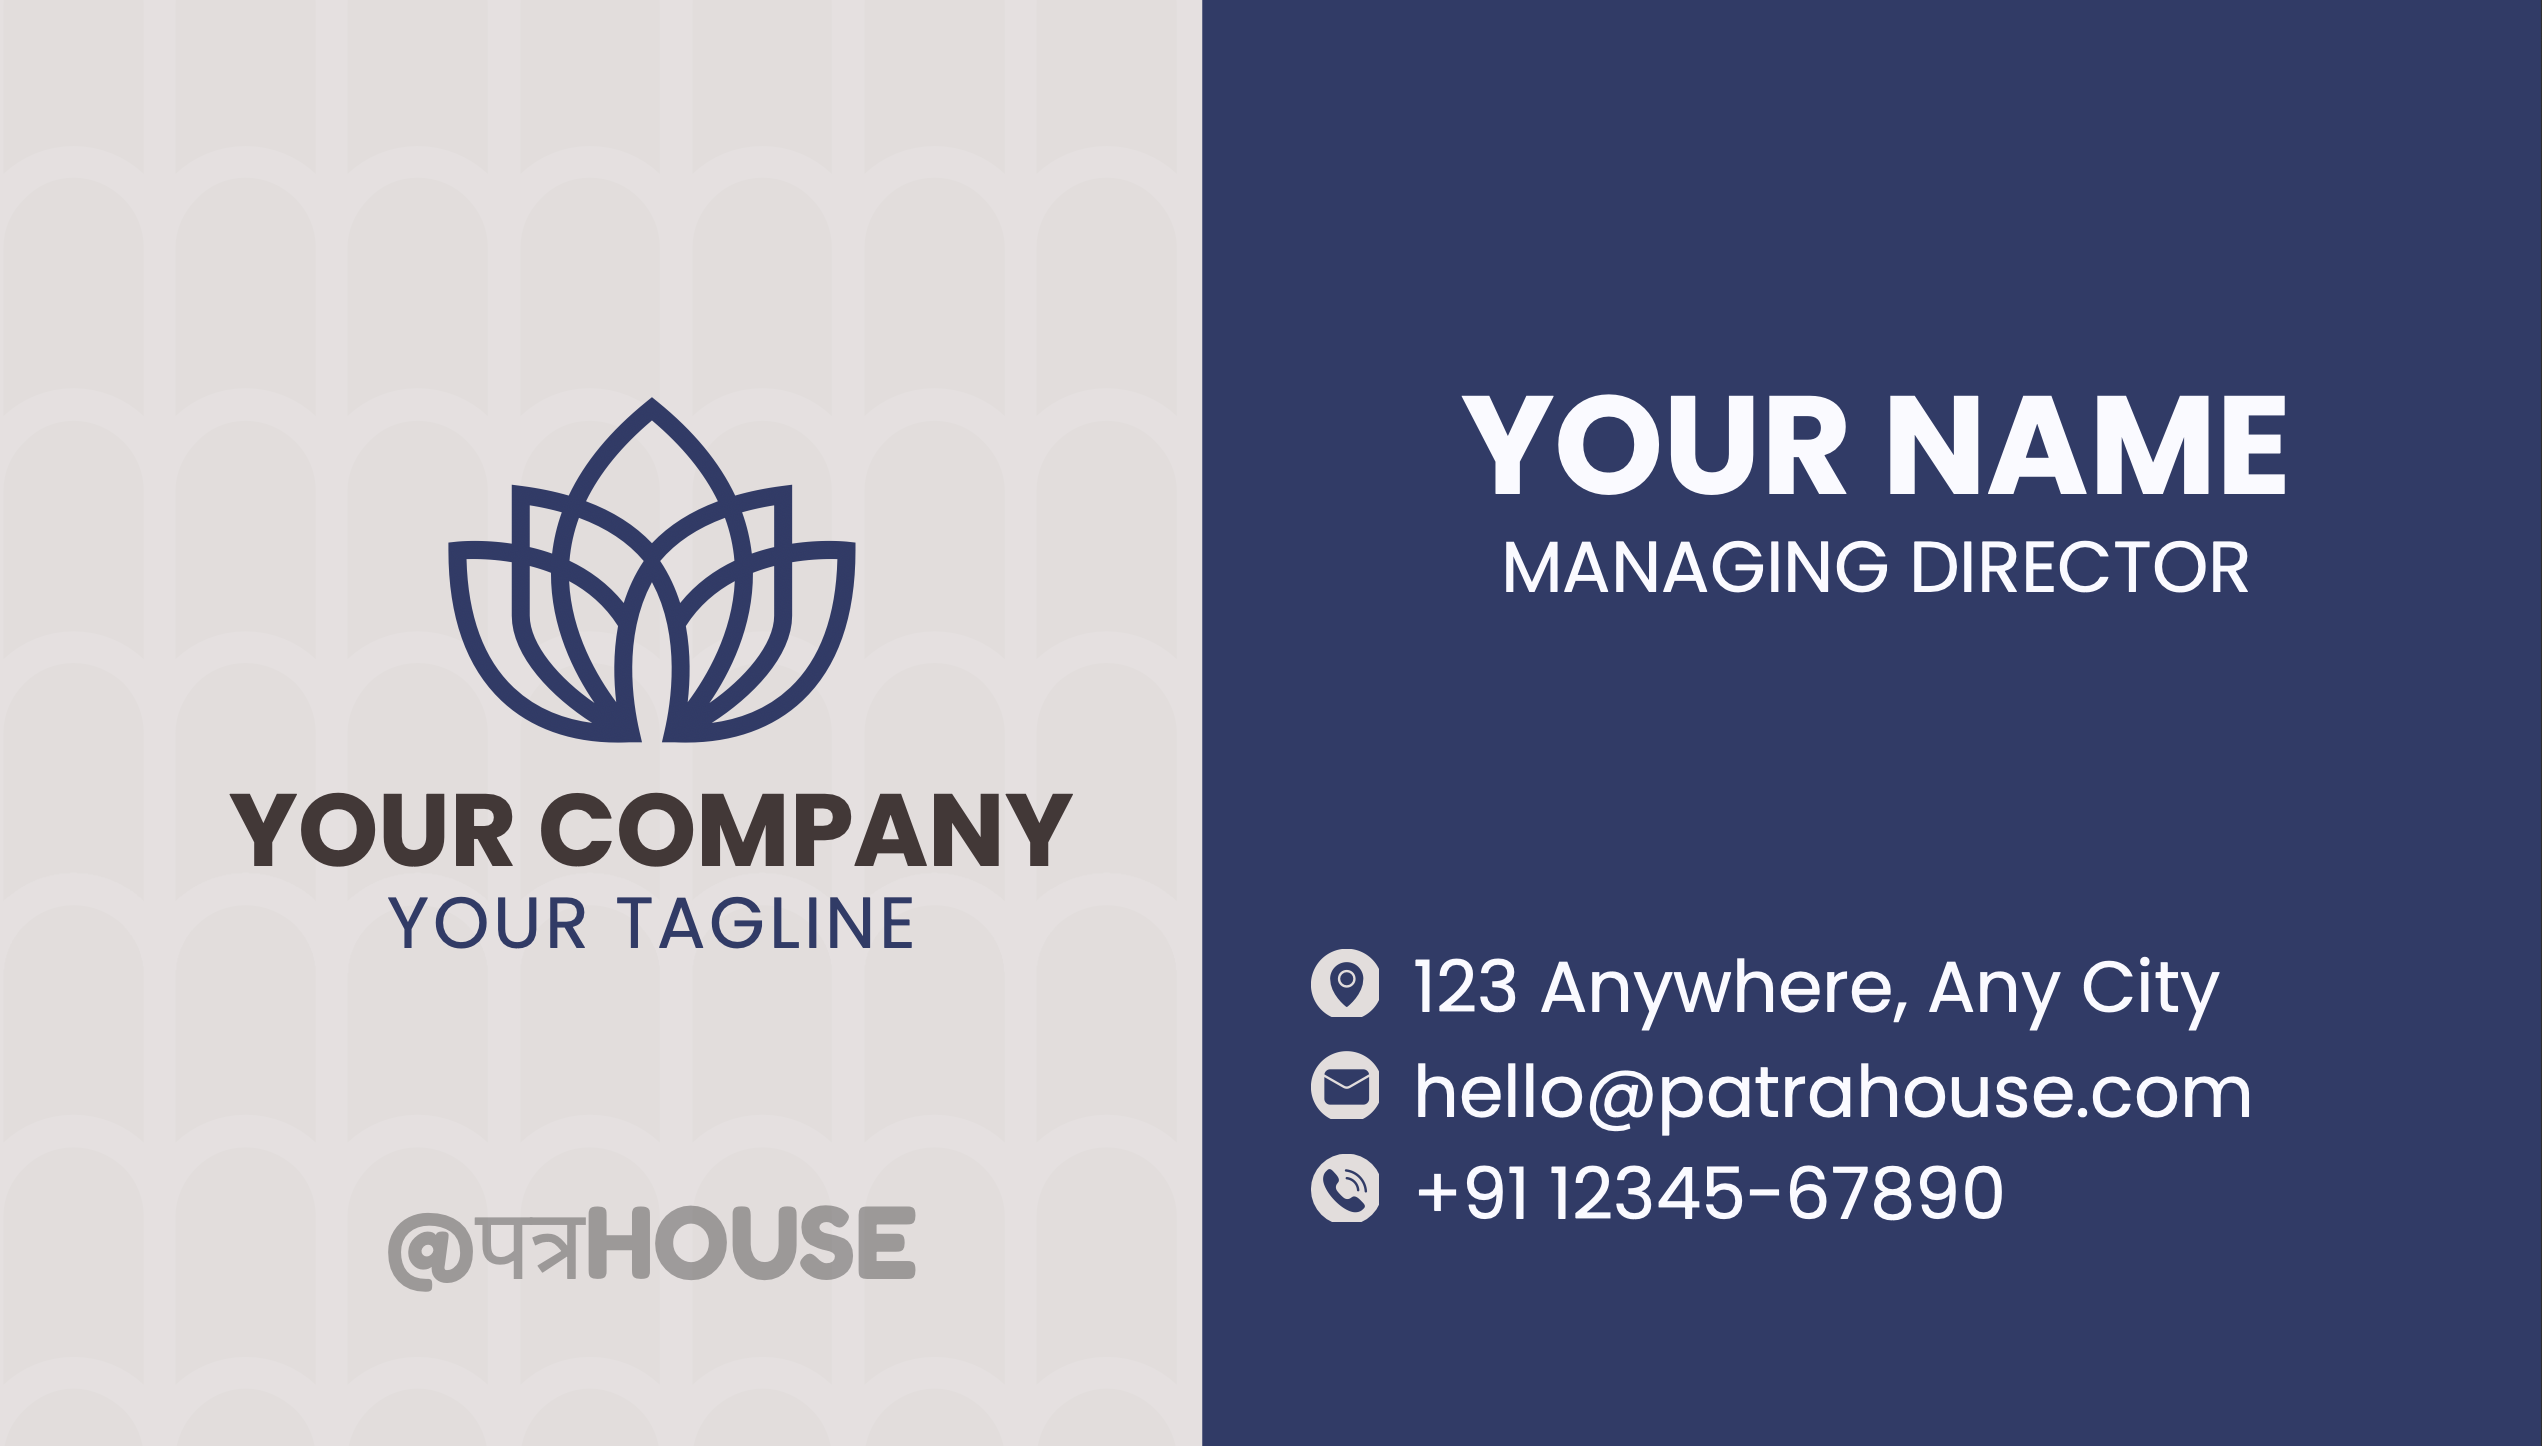 YOUR COMPANY
YOUR TAGLINE
@पत्रHOUSE
YOUR NAME
MANAGING DIRECTOR
123 Anywhere, Any City
hello@patrahouse.com
+91 12345-67890